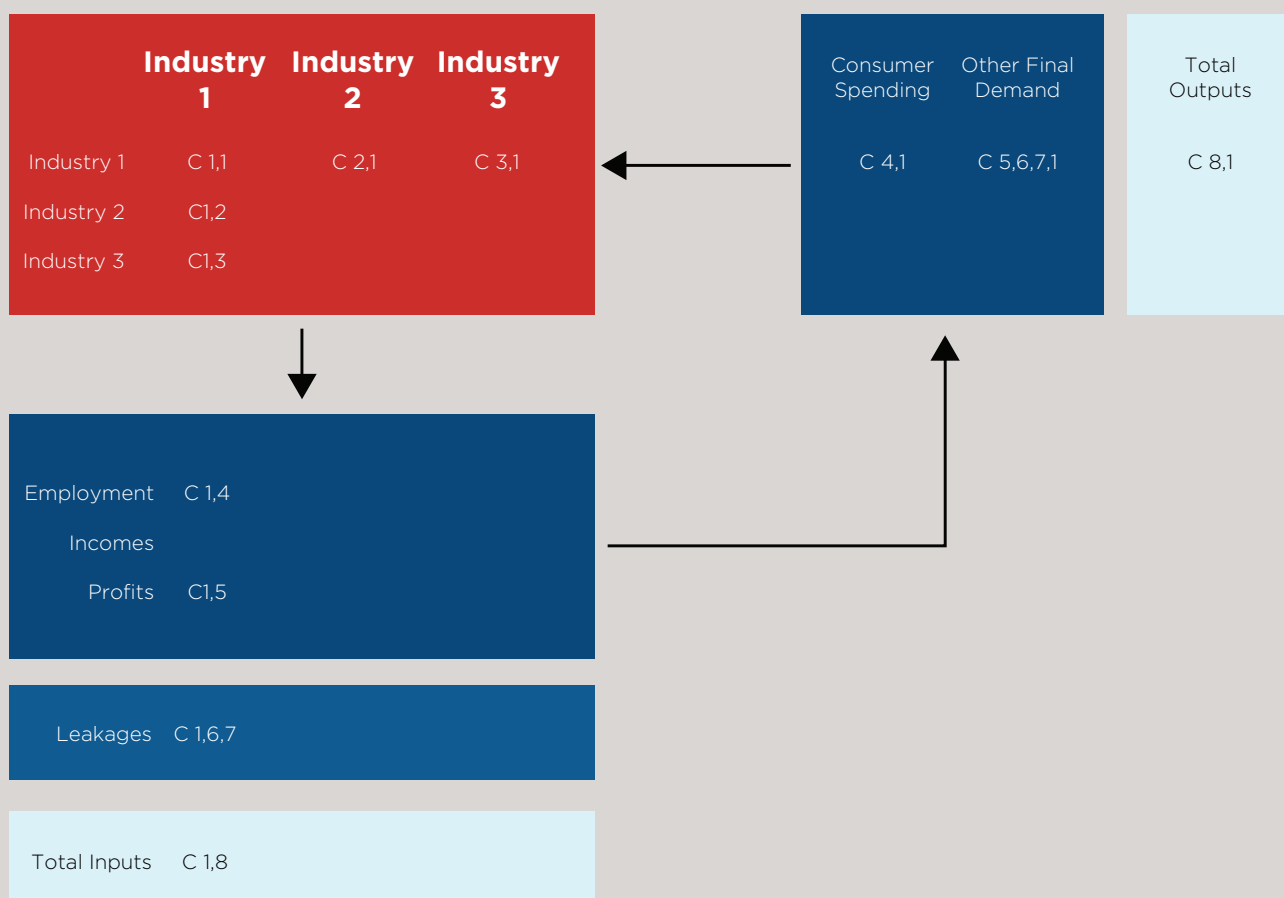 Industry 1 Industry 2 Industry 3
Industry 1 C 1,1 C 2,1 C 3,1
Industry 2 C1,2
Industry 3 C1,3
Consumer Spending Other Final Demand
C 4,1 C 5,6,7,1
Total Outputs
C 8,1
Employment C 1,4
Incomes
Profits C1,5
Leakages C 1,6,7
Total Inputs C 1,8